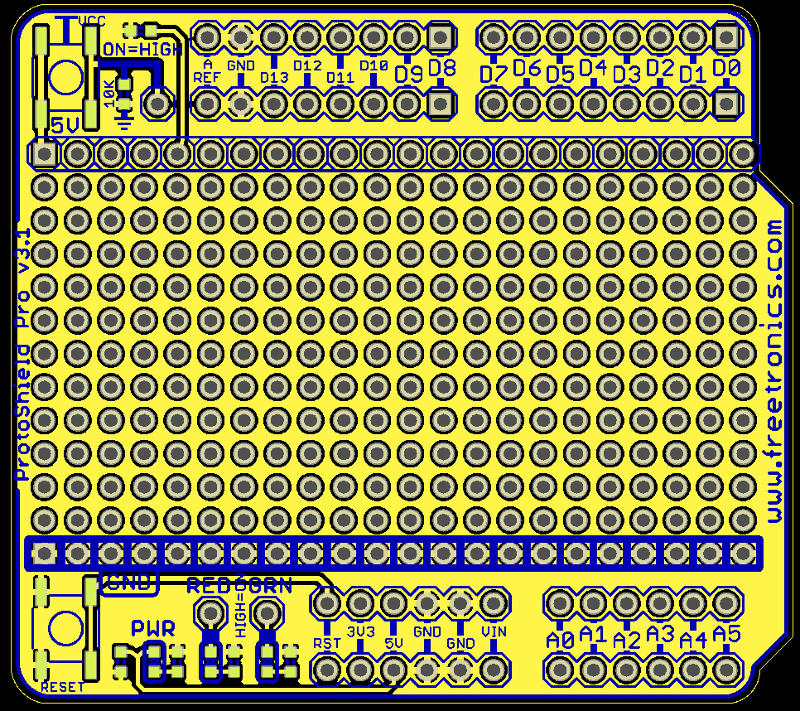 VCC
ON=HIGH
10K
5V
A
REF
GND
D13
D12
D11
D10
D9
D8
D7
D6
D5
D4
D3
D2
D1
D0
ProtoShield Pro v3.1
www.freetronics.com
GND
RED
GRN
HIGH=ON
PWR
RESET
RST
3V3
5V
GND
GND
VIN
A0
A1
A2
A3
A4
A5